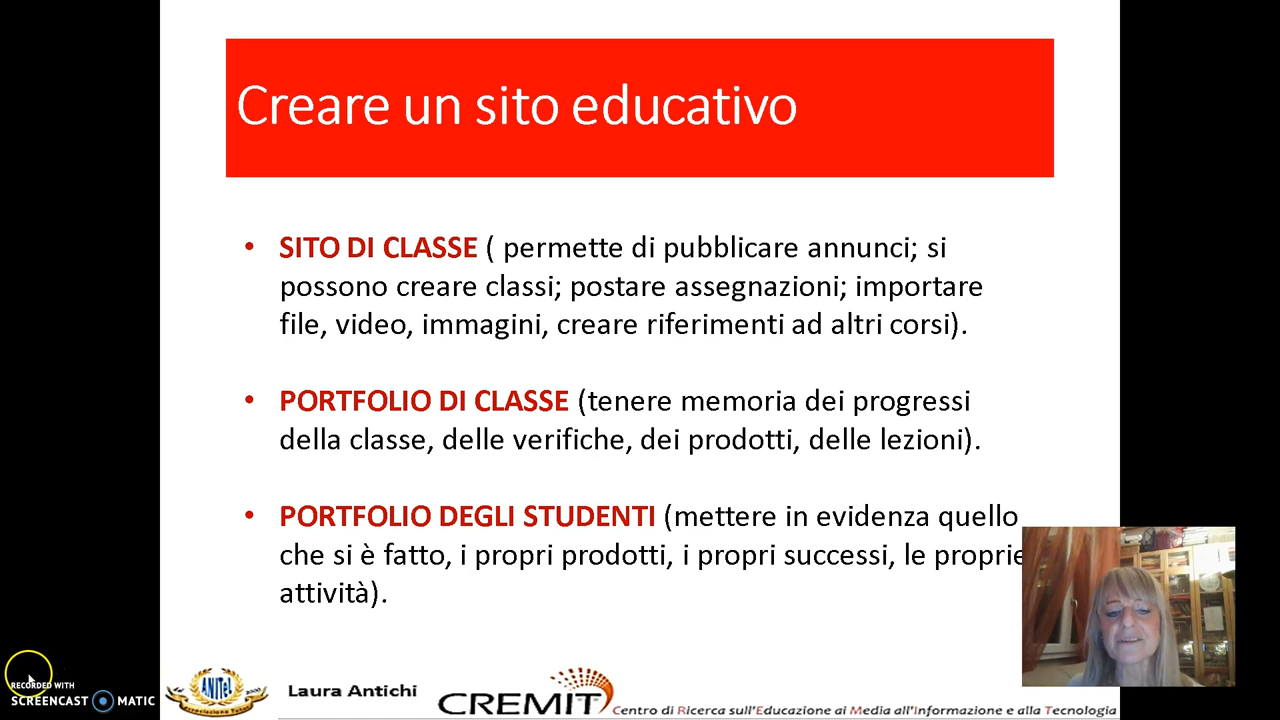 Creare un sito educativo
• SITO DI CLASSE ( permette di pubblicare annunci; si
possono creare classi; postare assegnazioni; importare
file, video, immagini, creare riferimenti ad altri corsi).
• PORTFOLIO DI CLASSE (tenere memoria dei progressi
della classe, delle verifiche, dei prodotti, delle lezioni).
• PORTFOLIO DEGLI STUDENTI (mettere in evidenza quello
che si è fatto, i propri prodotti, i propri successi, le proprie
attività).
RECORDED WITH
SCREENCAST MATIC
ANITeL
Laura Antichi
CREMIT
Centro di Ricerca sull'Educazione ai Media all'Informazione e alla Tecnologia